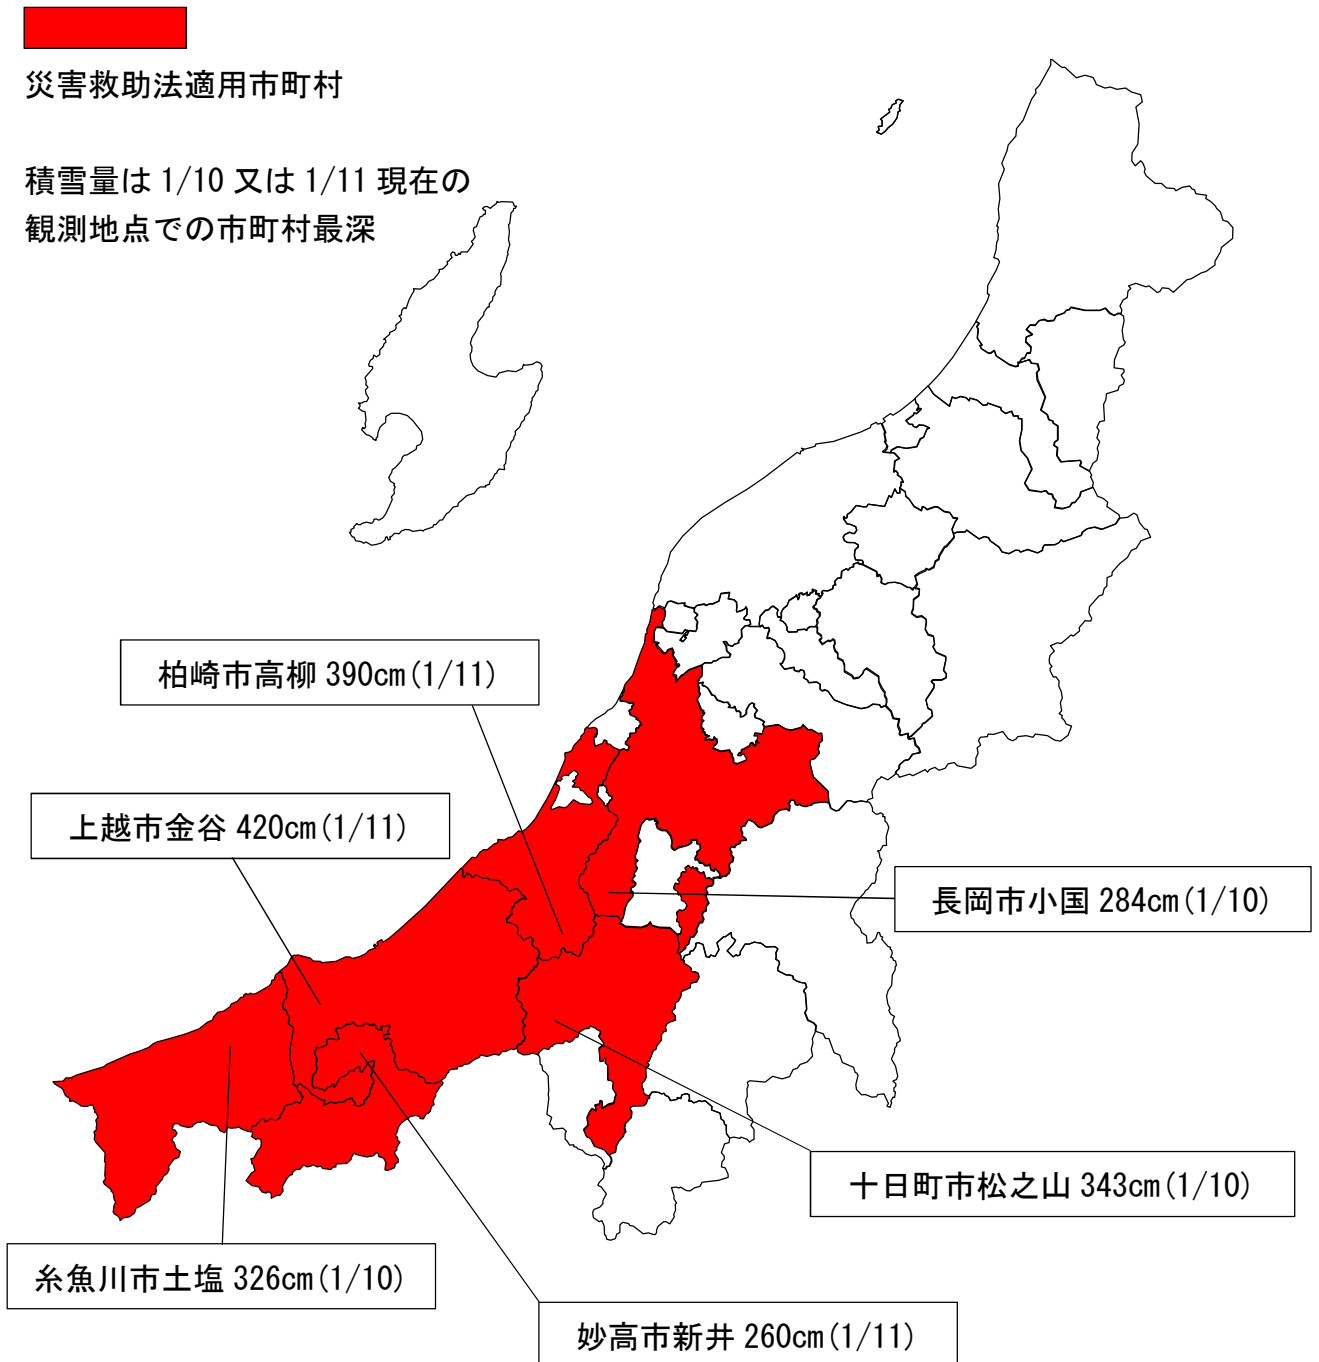 災害救助法適用市町村
積雪量は 1/10 又は 1/11 現在の
観測地点での市町村最深
柏崎市高柳 390cm(1/11)
上越市金谷 420cm(1/11)
長岡市小国 284cm(1/10)
十日町市松之山 343cm(1/10)
糸魚川市土塩 326cm(1/10)
妙高市新井 260cm(1/11)